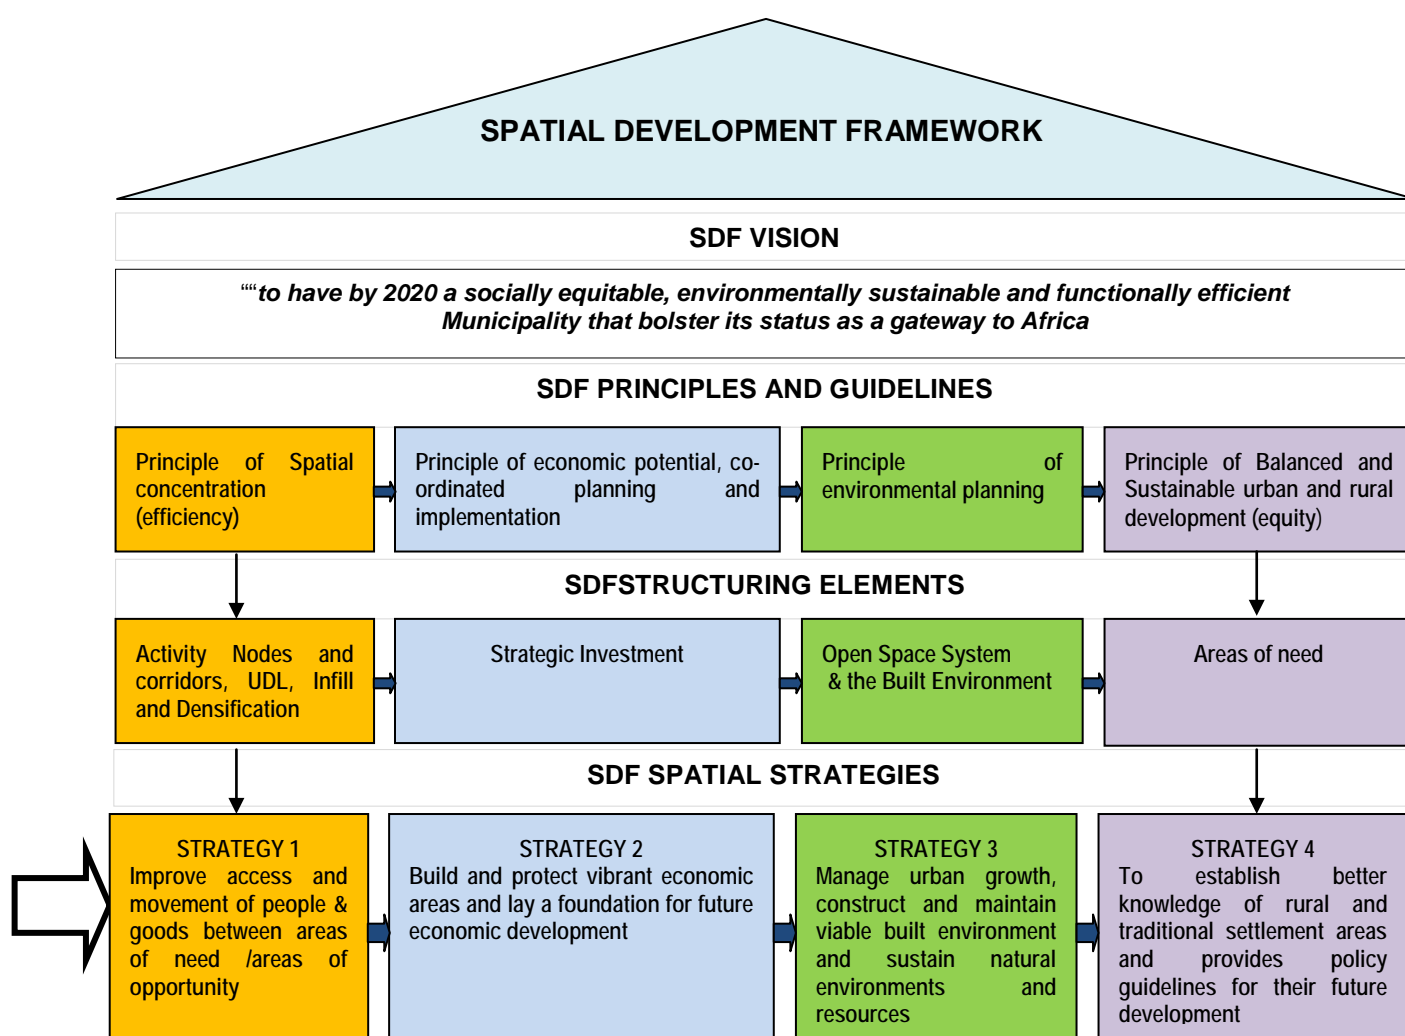 SPATIAL DEVELOPMENT FRAMEWORK
SDF VISION
““to have by 2020 a socially equitable, environmentally sustainable and functionally efficient
Municipality that bolster its status as a gateway to Africa
SDF PRINCIPLES AND GUIDELINES
Principle of Spatial
concentration
(efficiency)
Principle of economic potential, co-
ordinated planning and
implementation
Principle of
environmental planning
Principle of Balanced and
Sustainable urban and rural
development (equity)
SDFSTRUCTURING ELEMENTS
Activity Nodes and
corridors, UDL, Infill
and Densification
Strategic Investment
Open Space System
& the Built Environment
Areas of need
SDF SPATIAL STRATEGIES
STRATEGY 1
Improve access and
movement of people &
goods between areas
of need /areas of
opportunity
STRATEGY 2
Build and protect vibrant economic
areas and lay a foundation for future
economic development
STRATEGY 3
Manage urban growth,
construct and maintain
viable built environment
and sustain natural
environments and
resources
STRATEGY 4
To establish better
knowledge of rural and
traditional settlement areas
and provides policy
guidelines for their future
development